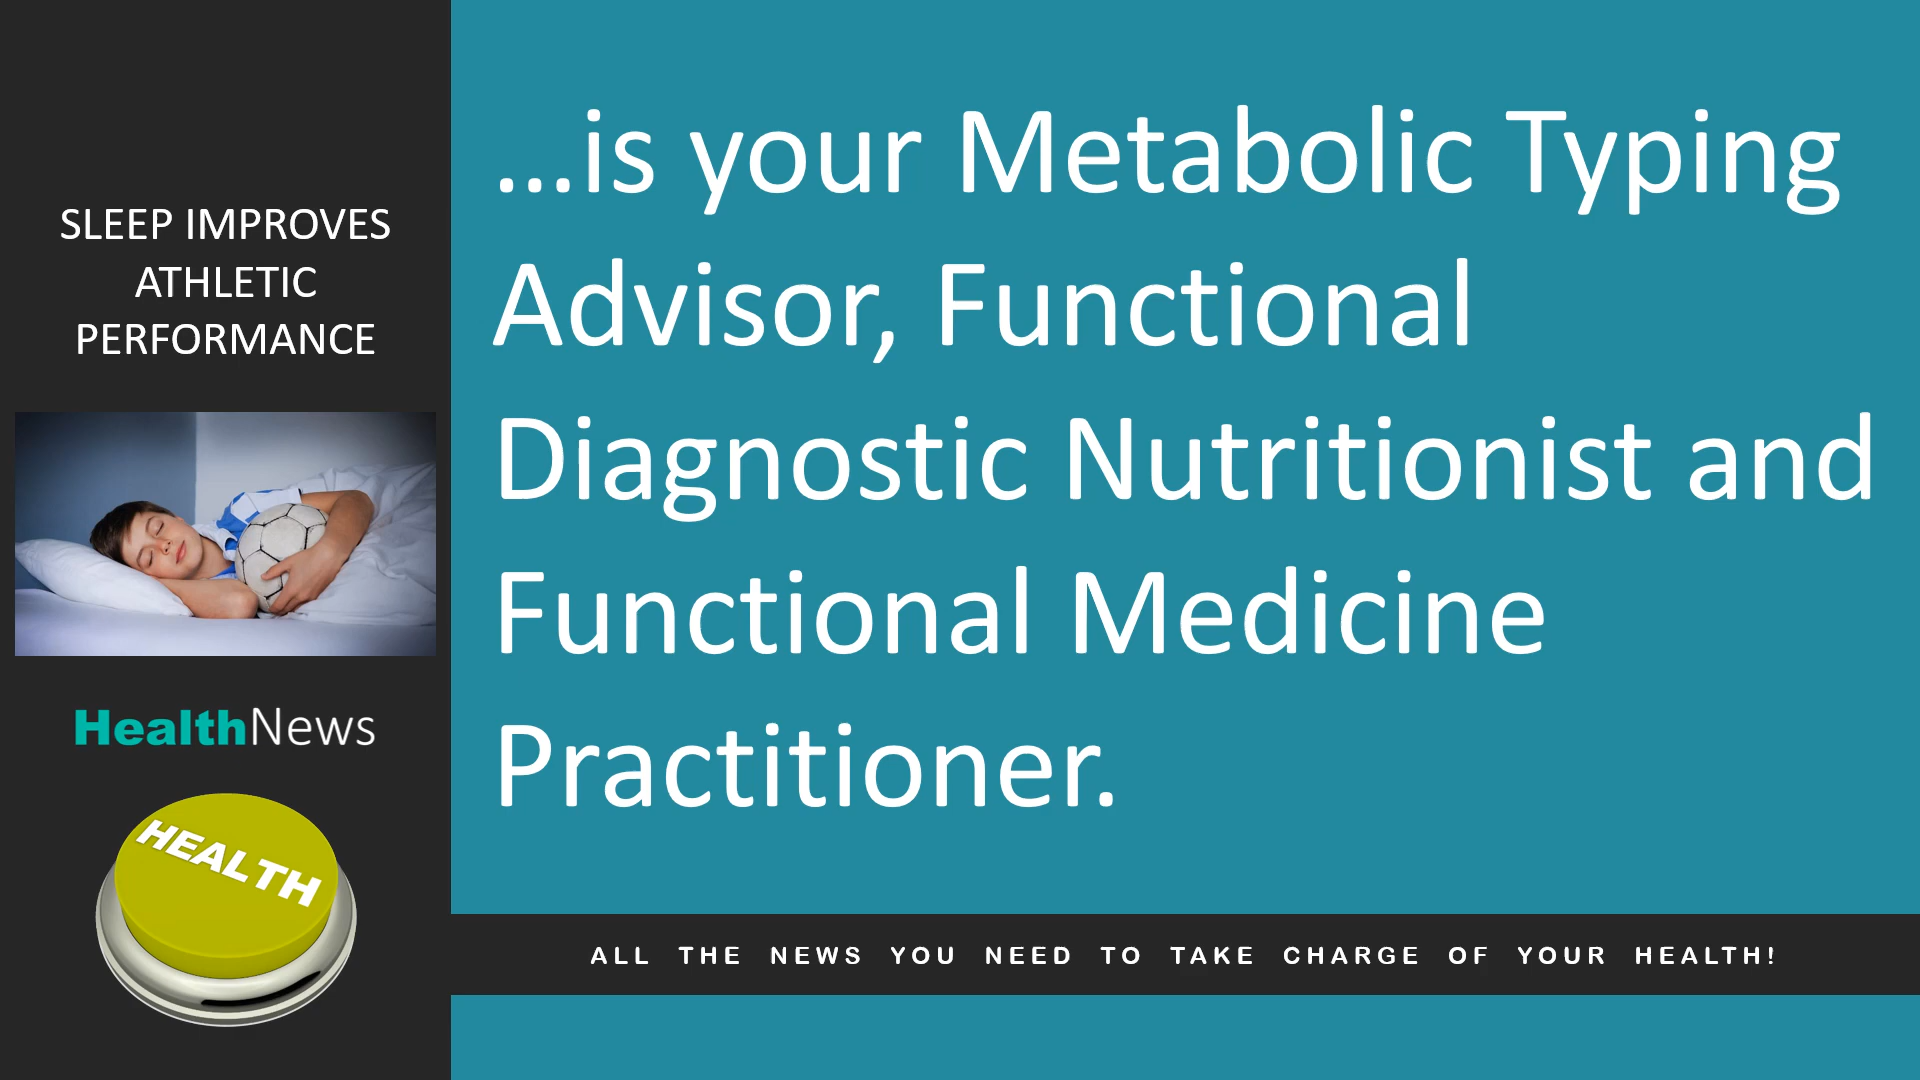 SLEEP IMPROVES
ATHLETIC
PERFORMANCE
HealthNews
HEALTH
...is your Metabolic Typing
Advisor, Functional
Diagnostic Nutritionist and
Functional Medicine
Practitioner.
ALL THE NEWS YOU NEED TO TAKE CHARGE OF YOUR HEALTH!